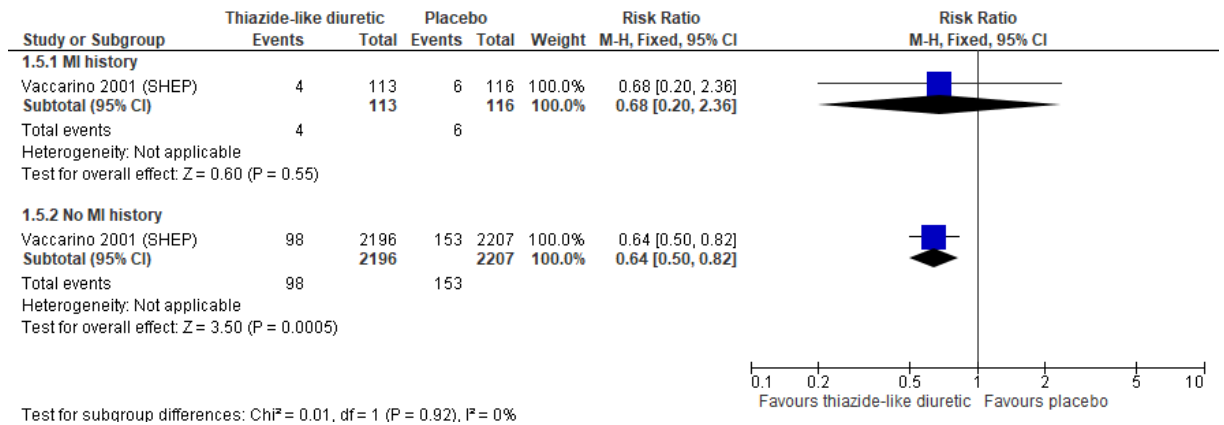 Thiazide-like diuretic Placebo Risk Ratio Risk Ratio
Study or Subgroup Events Total Events Total Weight M-H, Fixed, 95% CI M-H, Fixed, 95% CI
1.5.1 MI history
Vaccarino 2001 (SHEP) 4 113 6 116 100.0% 0.68 [0.20, 2.36]
Subtotal (95% CI) 113 116 100.0% 0.68 [0.20, 2.36]
Total events 4 6
Heterogeneity: Not applicable
Test for overall effect: Z = 0.60 (P = 0.55)
1.5.2 No MI history
Vaccarino 2001 (SHEP) 98 2196 153 2207 100.0% 0.64 [0.50, 0.82]
Subtotal (95% CI) 2196 2207 100.0% 0.64 [0.50, 0.82]
Total events 98 153
Heterogeneity: Not applicable
Test for overall effect: Z = 3.50 (P = 0.0005)
0.1 0.2 0.5 1 2 5 10
Favours thiazide-like diuretic Favours placebo
Test for subgroup differences: Chi² = 0.01, df = 1 (P = 0.92), I² = 0%